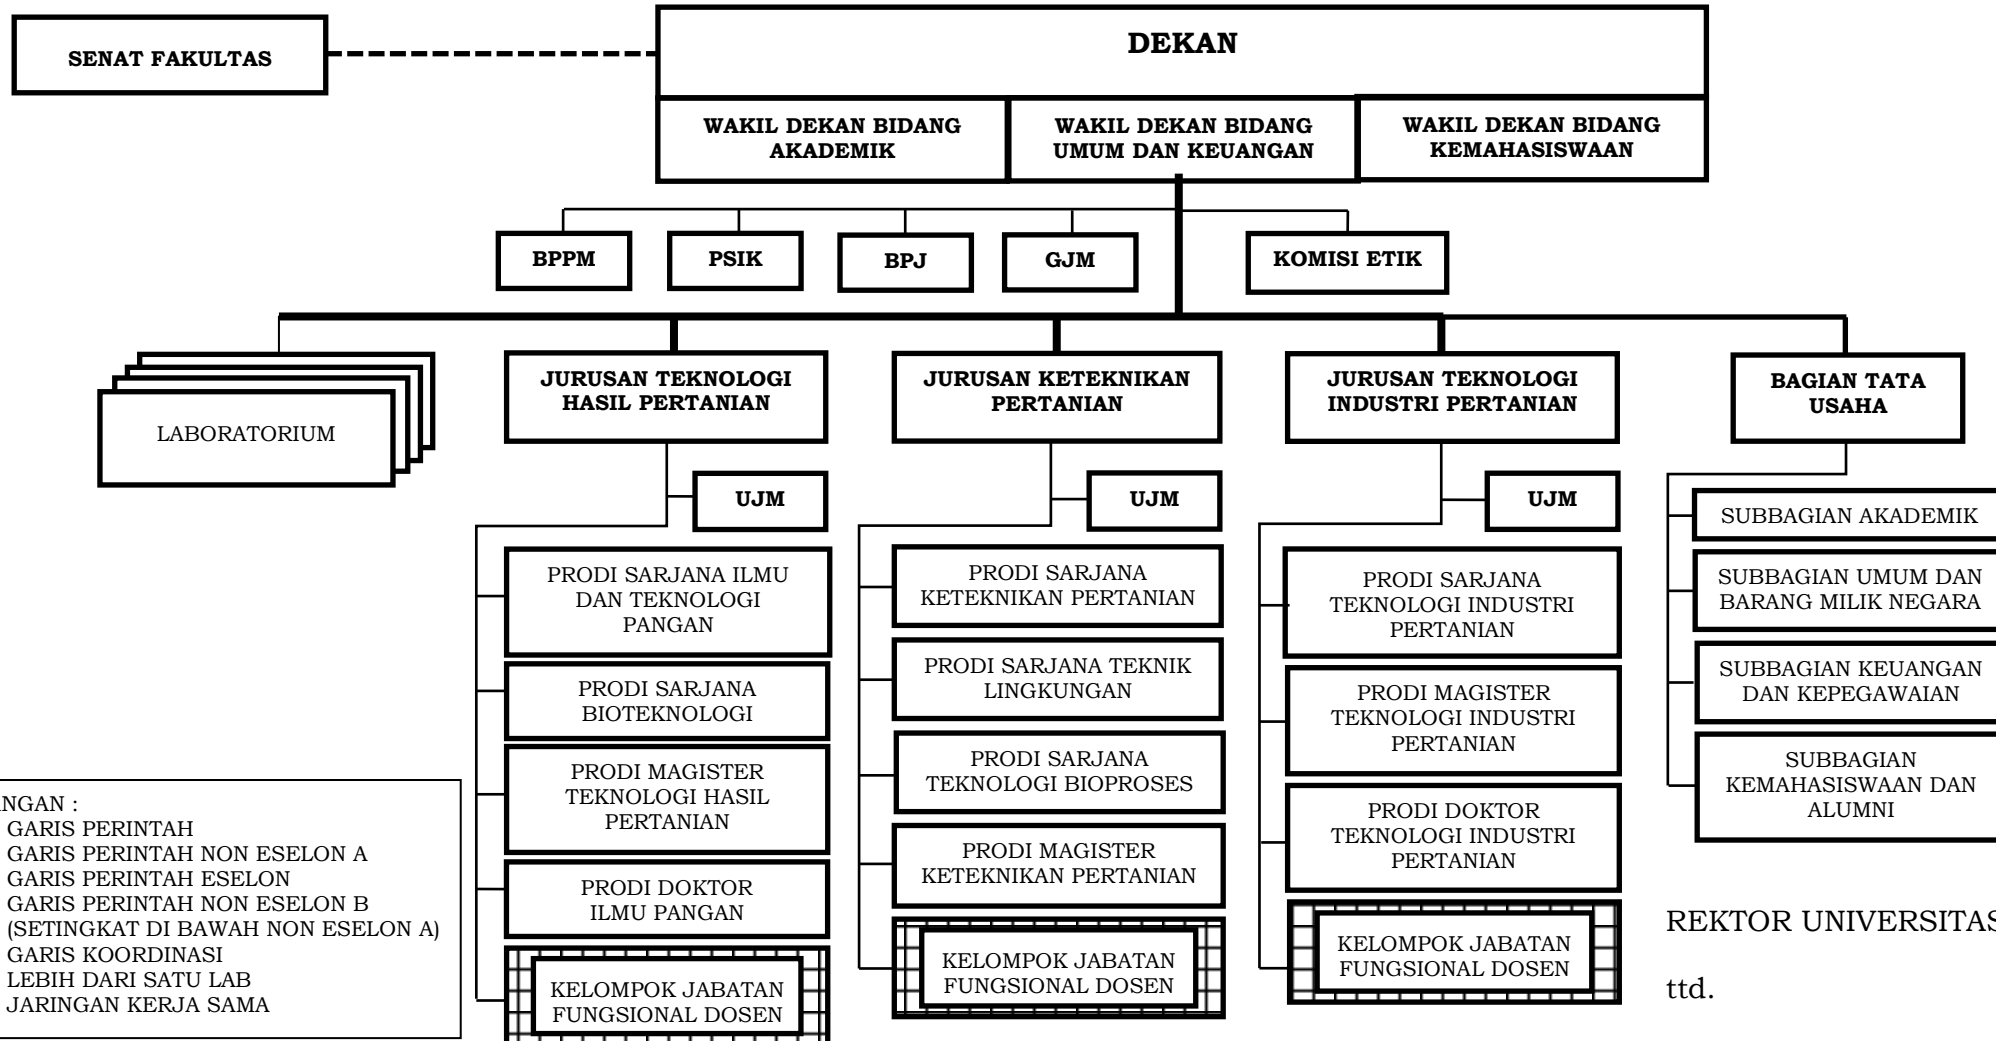 SENAT FAKULTAS
DEKAN
WAKIL DEKAN BIDANG
AKADEMIK
WAKIL DEKAN BIDANG
UMUM DAN KEUANGAN
WAKIL DEKAN BIDANG
KEMAHASISWAAN
BPPM
PSIK
BPJ
GJM
KOMISI ETIK
LABORATORIUM
JURUSAN TEKNOLOGI
HASIL PERTANIAN
JURUSAN KETEKNIKAN
PERTANIAN
JURUSAN TEKNOLOGI
INDUSTRI PERTANIAN
BAGIAN TATA
USAHA
UJM
PRODI SARJANA ILMU
DAN TEKNOLOGI
PANGAN
PRODI SARJANA
BIOTEKNOLOGI
PRODI MAGISTER
TEKNOLOGI HASIL
PERTANIAN
PRODI DOKTOR
ILMU PANGAN
KELOMPOK JABATAN
FUNGSIONAL DOSEN
UJM
PRODI SARJANA
KETEKNIKAN PERTANIAN
PRODI SARJANA TEKNIK
LINGKUNGAN
PRODI SARJANA
TEKNOLOGI BIOPROSES
PRODI MAGISTER
KETEKNIKAN PERTANIAN
KELOMPOK JABATAN
FUNGSIONAL DOSEN
UJM
PRODI SARJANA
TEKNOLOGI INDUSTRI
PERTANIAN
PRODI MAGISTER
TEKNOLOGI INDUSTRI
PERTANIAN
PRODI DOKTOR
TEKNOLOGI INDUSTRI
PERTANIAN
KELOMPOK JABATAN
FUNGSIONAL DOSEN
SUBBAGIAN AKADEMIK
SUBBAGIAN UMUM DAN
BARANG MILIK NEGARA
SUBBAGIAN KEUANGAN
DAN KEPEGAWAIAN
SUBBAGIAN
KEMAHASISWAAN DAN
ALUMNI
ANGAN :
GARIS PERINTAH
GARIS PERINTAH NON ESELON A
GARIS PERINTAH ESELON
GARIS PERINTAH NON ESELON B
(SETINGKAT DI BAWAH NON ESELON A)
GARIS KOORDINASI
LEBIH DARI SATU LAB
JARINGAN KERJA SAMA
REKTOR UNIVERSITAS
ttd.